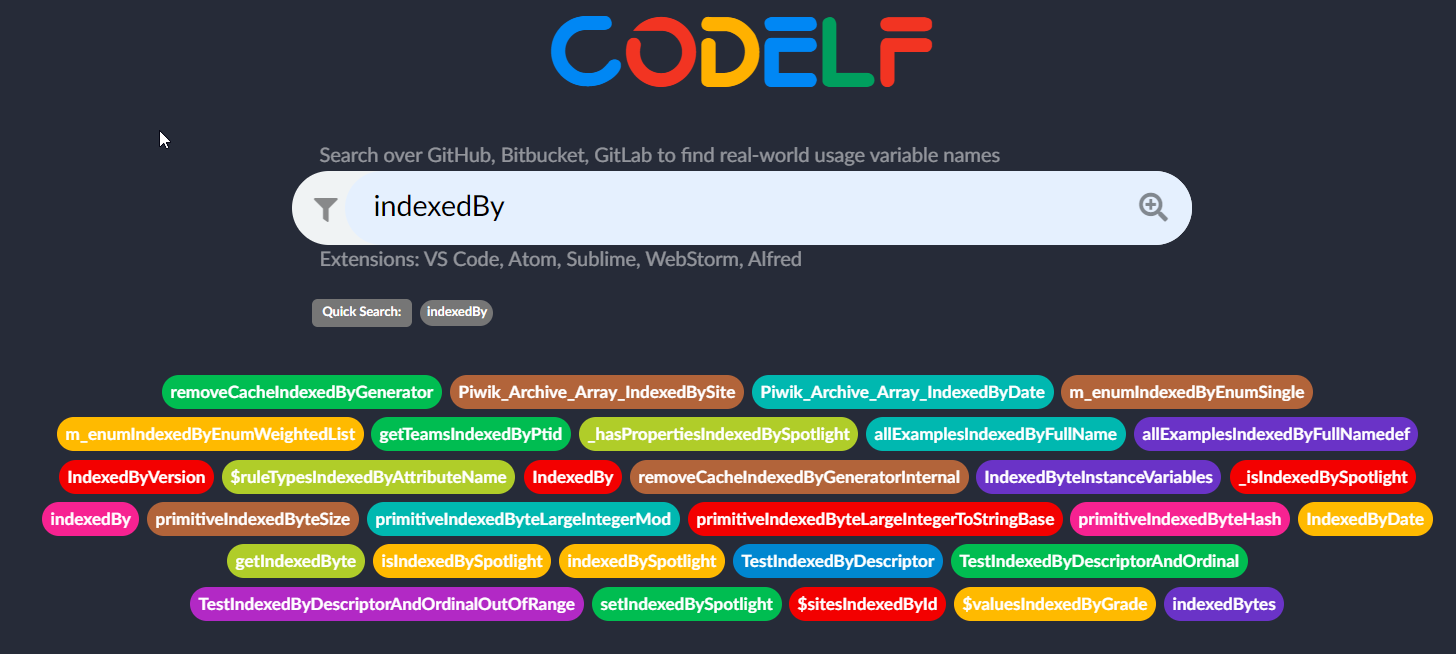 CODELF
Search over GitHub, Bitbucket, GitLab to find real-world usage variable names
indexedBy
Extensions: VS Code, Atom, Sublime, WebStorm, Alfred
Quick Search: indexedBy
removeCacheIndexedByGenerator Piwik_Archive_Array_IndexedBySite Piwik_Archive_Array_IndexedByDate m_enumIndexedByEnumSingle
m_enumIndexedByEnumWeightedList getTeamsIndexedByPtid _hasPropertiesIndexedBySpotlight allExamplesIndexedByFullName allExamplesIndexedByFullNamedef
IndexedByVersion $ruleTypesIndexedByAttributeName IndexedBy removeCacheIndexedByGeneratorInternal IndexedByteInstanceVariables _isIndexedBySpotlight
indexedBy primitiveIndexedByteSize primitiveIndexedByteLargeIntegerMod primitiveIndexedByteLargeIntegerToStringBase primitiveIndexedByteHash IndexedByDate
getIndexedByte isIndexedBySpotlight indexedBySpotlight TestIndexedByDescriptor TestIndexedByDescriptorAndOrdinal
TestIndexedByDescriptorAndOrdinalOutOfRange setIndexedBySpotlight $sitesIndexedById $valuesIndexedByGrade indexedBytes